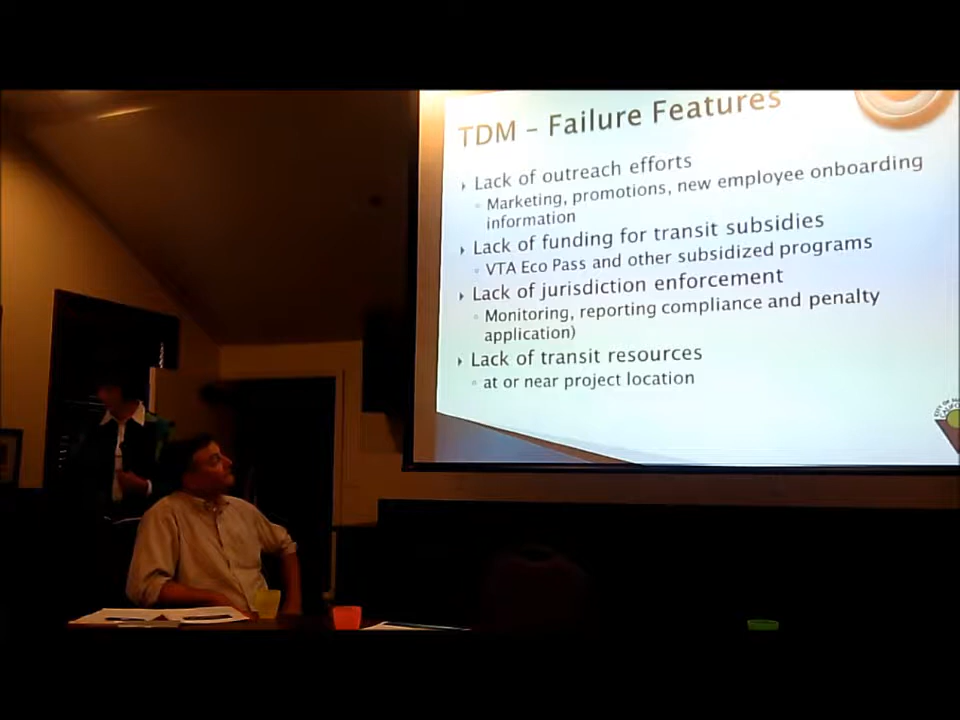 TDM – Failure Features
Lack of outreach efforts
Marketing, promotions, new employee onboarding
information
Lack of funding for transit subsidies
VTA Eco Pass and other subsidized programs
Lack of jurisdiction enforcement
Monitoring, reporting compliance and penalty
application)
Lack of transit resources
at or near project location